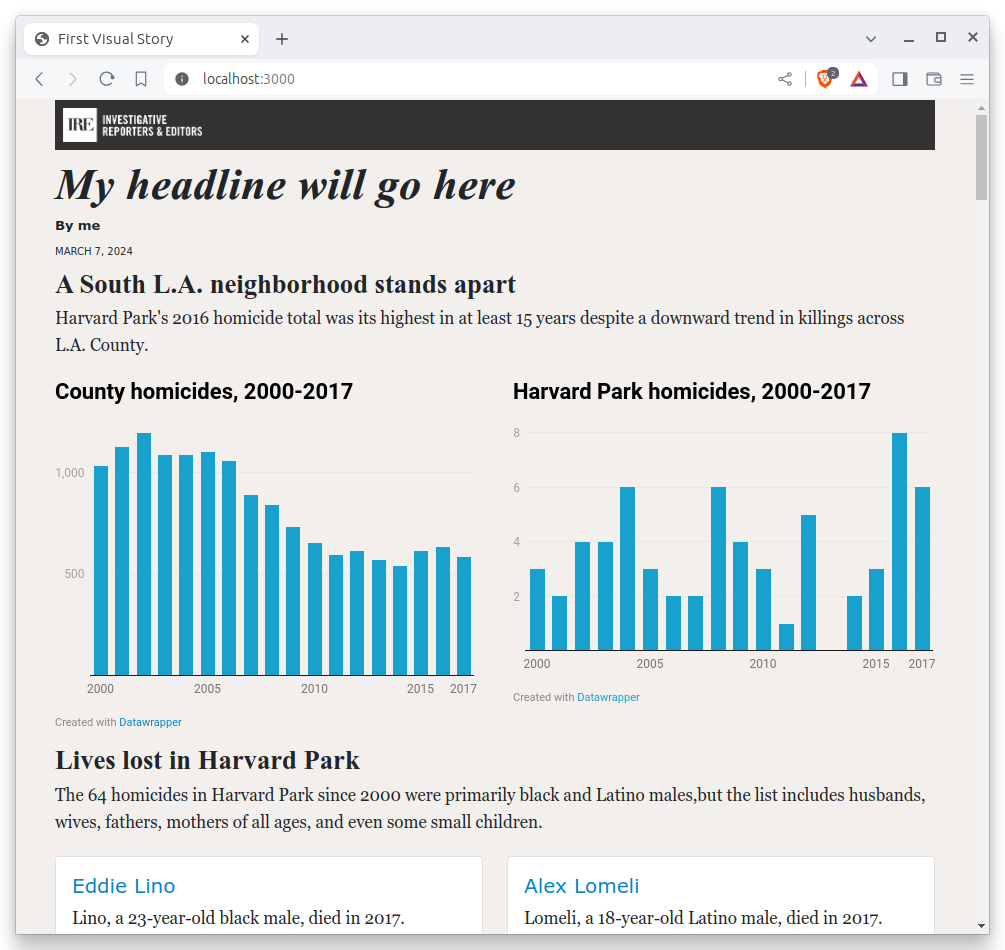 First Visual Story
localhost:3000
2
IRE INVESTIGATIVE
REPORTERS & EDITORS
My headline will go here
By me
MARCH 7, 2024
A South L.A. neighborhood stands apart
Harvard Park's 2016 homicide total was its highest in at least 15 years despite a downward trend in killings across
L.A. County.
County homicides, 2000-2017
1,000
500
2000 2005 2010 2015 2017
Created with Datawrapper
Harvard Park homicides, 2000-2017
8
6
4
2
2000 2005 2010 2015 2017
Created with Datawrapper
Lives lost in Harvard Park
The 64 homicides in Harvard Park since 2000 were primarily black and Latino males,but the list includes husbands,
wives, fathers, mothers of all ages, and even some small children.
Eddie Lino
Lino, a 23-year-old black male, died in 2017.
Alex Lomeli
Lomeli, a 18-year-old Latino male, died in 2017.